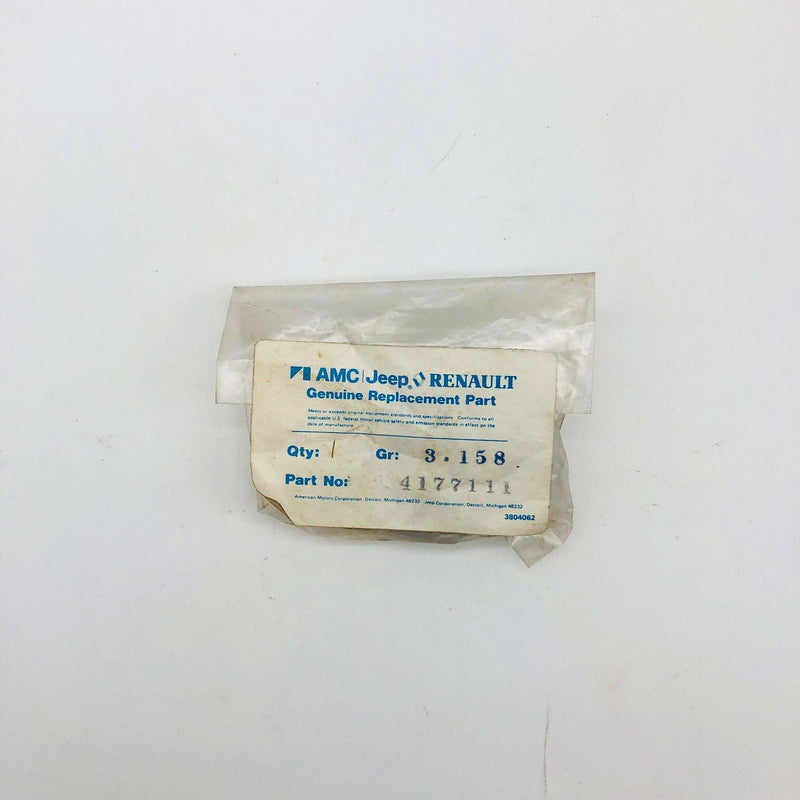 AMC Jeep® RENAULT
Genuine Replacement Part
Meets or exceeds original equipment standards and specifications. Conforms to all
applicable U.S. federal motor vehicle safety and emission standards in effect on the
date of manufacture
Qty: 1 Gr: 3.158
Part No: 4177111
American Motors Corporation, Detroit, Michigan 48232 Jeep Corporation, Detroit, Michigan 48232
3804062